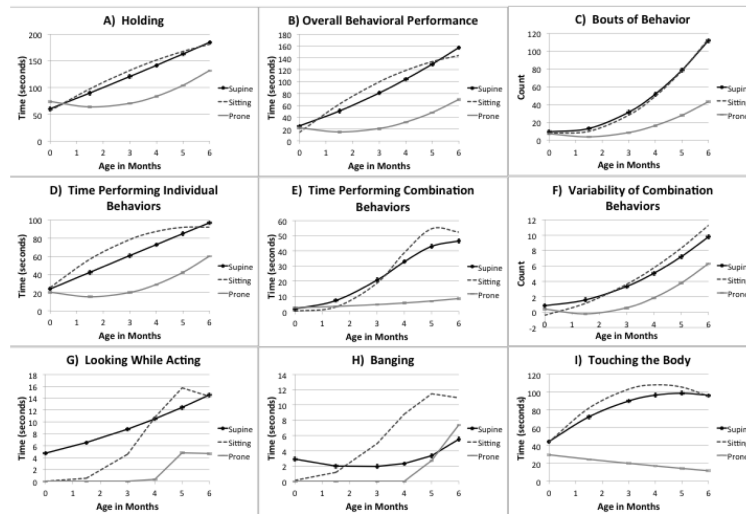 A) Holding
Time (seconds)
200
150
100
50
0
0 1 2 3 4 5 6
Age in Months
Supine
Sitting
Prone
B) Overall Behavioral Performance
Time (seconds)
180
160
140
120
100
80
60
40
20
0
0 1 2 3 4 5 6
Age in Months
Supine
Sitting
Prone
C) Bouts of Behavior
Count
120
100
80
60
40
20
0
0 1 2 3 4 5 6
Age in Months
Supine
Sitting
Prone
D) Time Performing Individual
Behaviors
Time (seconds)
100
80
60
40
20
0
0 1 2 3 4 5 6
Age in Months
Supine
Sitting
Prone
E) Time Performing Combination
Behaviors
Time (seconds)
60
50
40
30
20
10
0
0 1 2 3 4 5 6
Age in Months
Supine
Sitting
Prone
F) Variability of Combination
Behaviors
Count
12
10
8
6
4
2
0
-2
0 1 2 3 4 5 6
Age in Months
Supine
Sitting
Prone
G) Looking While Acting
Time (seconds)
18
16
14
12
10
8
6
4
2
0
0 1 2 3 4 5 6
Age in Months
Supine
Sitting
Prone
H) Banging
Time (seconds)
14
12
10
8
6
4
2
0
0 1 2 3 4 5 6
Age in Months
Supine
Sitting
Prone
I) Touching the Body
Time (seconds)
120
100
80
60
40
20
0
0 1 2 3 4 5 6
Age in Months
Supine
Sitting
Prone